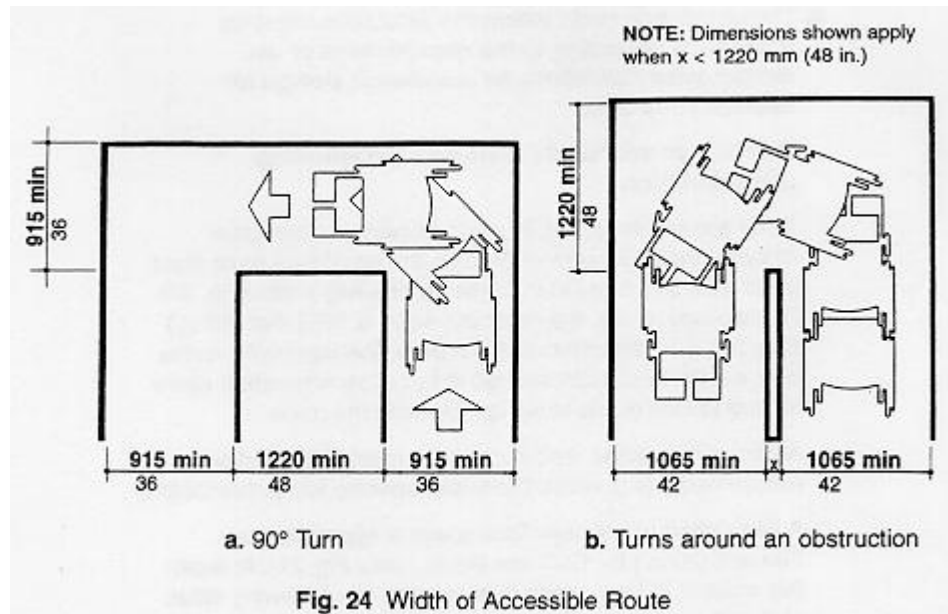 NOTE: Dimensions shown apply
when x < 1220 mm (48 in.)
915 min
36
1220 min
48
915 min
36
1220 min
48
915 min
36
x
1065 min
42
1065 min
42
a. 90° Turn
b. Turns around an obstruction
Fig. 24 Width of Accessible Route